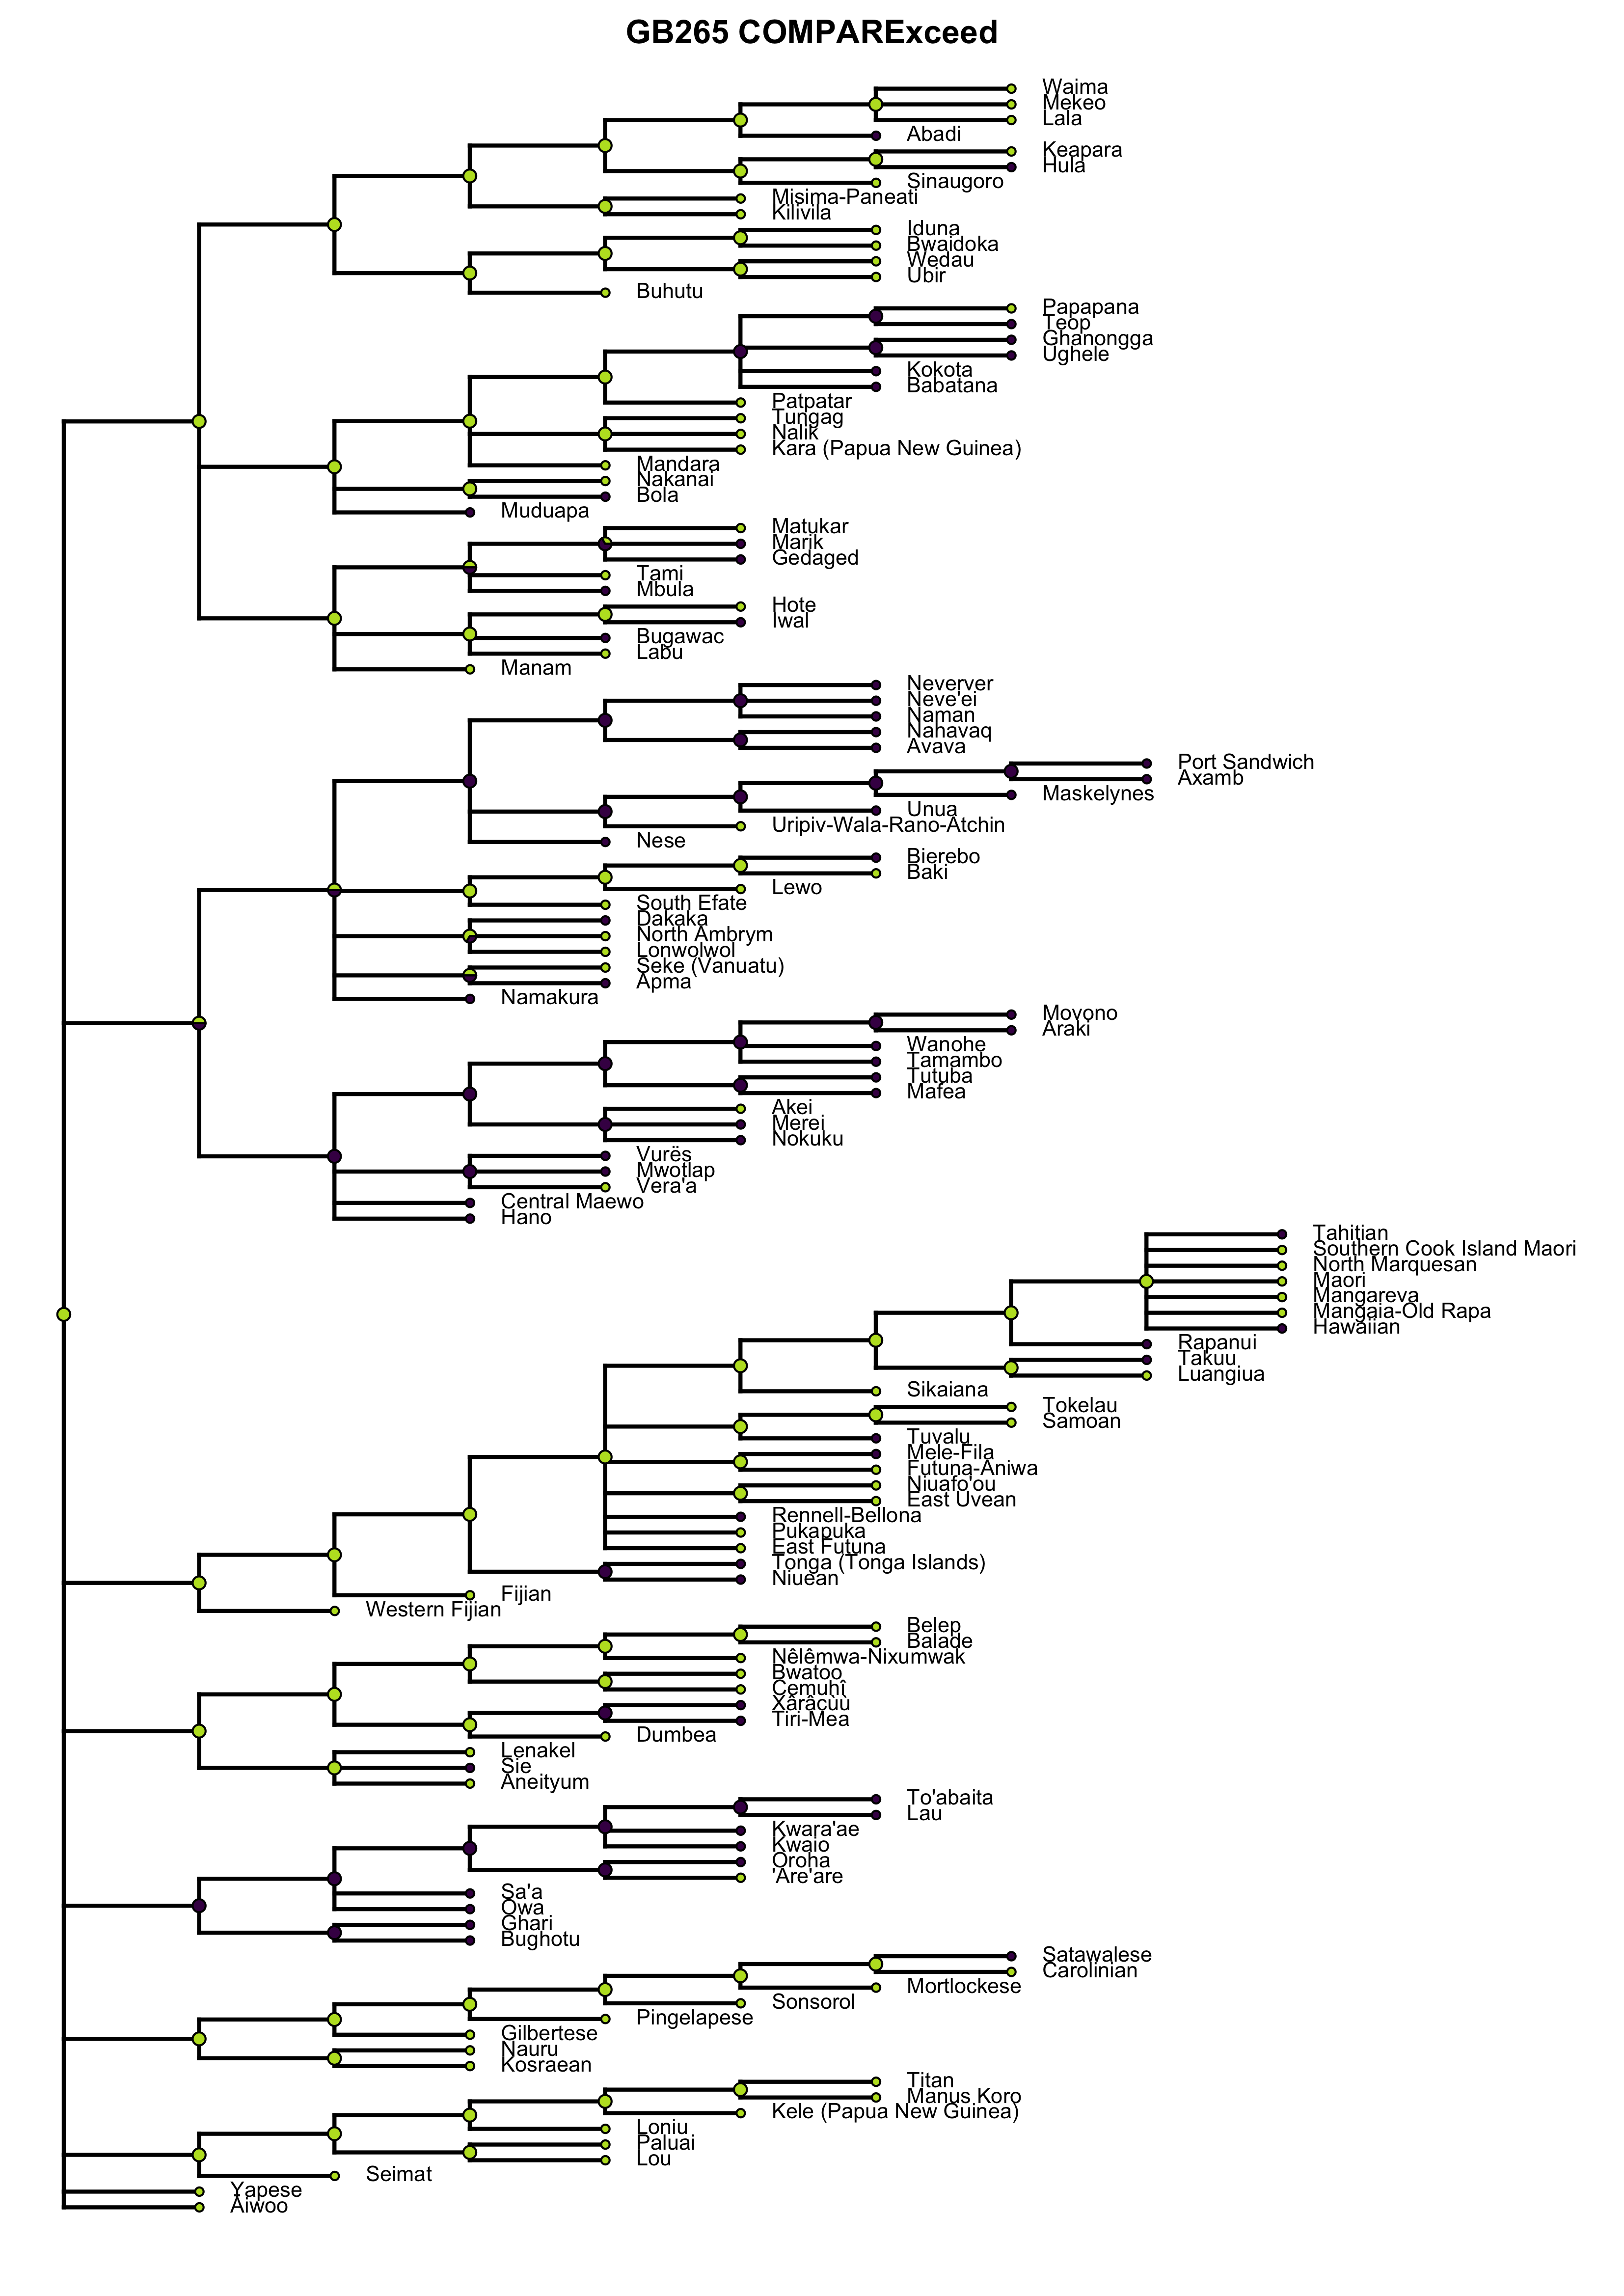 GB265 COMPARExceed
Waima
Mekeo
Lala
Abadi
Keapara
Hula
Sinaugoro
Misima-Paneati
Kilivila
Iduna
Bwaidoka
Wedau
Ubir
Buhutu
Papapana
Teop
Ghanongga
Ughele
Kokota
Babatana
Patpatar
Tungag
Nalik
Kara (Papua New Guinea)
Mandara
Nakanai
Bola
Muduapa
Matukar
Marik
Gedaged
Tami
Mbula
Hote
Iwal
Bugawac
Labu
Manam
Neverver
Neve'ei
Naman
Nahavaq
Avava
Port Sandwich
Axamb
Maskelynes
Unua
Uripiv-Wala-Rano-Atchin
Nese
Bierebo
Baki
Lewo
South Efate
Dakaka
North Ambrym
Lonwolwol
Seke (Vanuatu)
Apma
Namakura
Movono
Araki
Wanohe
Tamambo
Tutuba
Mafea
Akei
Merei
Nokuku
Vurës
Mwotlap
Vera'a
Central Maewo
Hano
Tahitian
Southern Cook Island Maori
North Marquesan
Maori
Mangareva
Mangaia-Old Rapa
Hawaiian
Rapanui
Takuu
Luangiua
Sikaiana
Tokelau
Samoan
Tuvalu
Mele-Fila
Futuna-Aniwa
Niuafo'ou
East Uvean
Rennell-Bellona
Pukapuka
East Futuna
Tonga (Tonga Islands)
Niuean
Fijian
Western Fijian
Belep
Balade
Nêlêmwa-Nixumwak
Bwatoo
Cemuhî
Xârâcùù
Tiri-Mea
Dumbea
Lenakel
Sie
Aneityum
To'abaita
Lau
Kwara'ae
Kwaio
Oroha
'Are'are
Sa'a
Owa
Ghari
Bughotu
Satawalese
Carolinian
Mortlockese
Sonsorol
Pingelapese
Gilbertese
Nauru
Kosraean
Titan
Manus Koro
Kele (Papua New Guinea)
Loniu
Paluai
Lou
Seimat
Yapese
Aiwoo